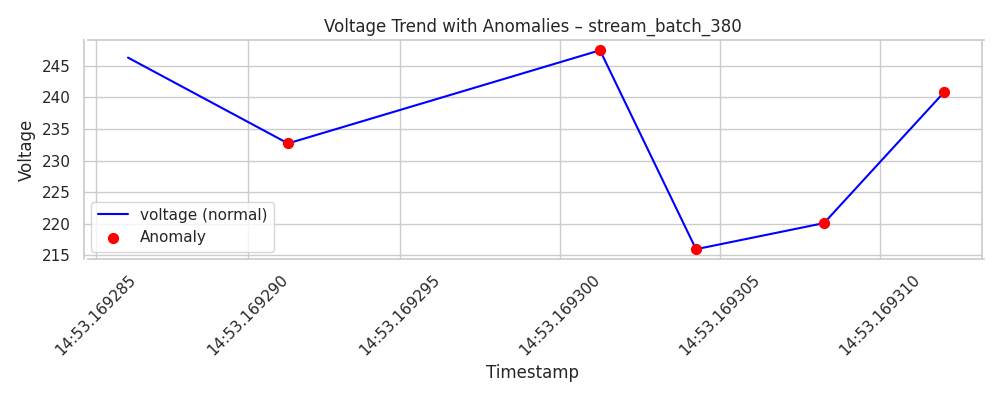 Voltage Trend with Anomalies – stream_batch_380
Voltage
245
240
235
230
225
220
215
voltage (normal)
Anomaly
14:53.169285
14:53.169290
14:53.169295
14:53.169300
14:53.169305
14:53.169310
Timestamp